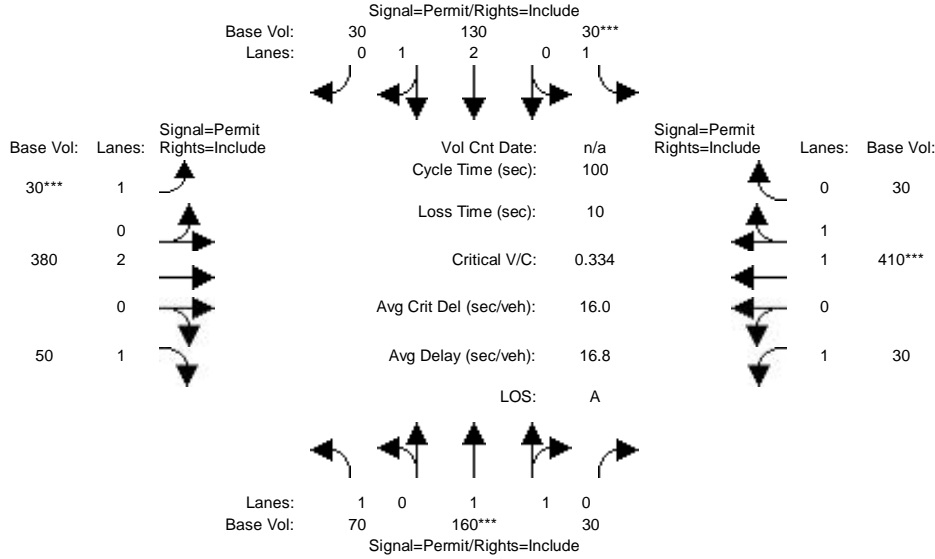 Signal=Permit/Rights=Include
Base Vol: 30 130 30***
Lanes: 0 1 2 0 1
Signal=Permit
Rights=Include
Base Vol: Lanes:
Vol Cnt Date: n/a
Signal=Permit
Rights=Include
Lanes: Base Vol:
Cycle Time (sec): 100
30*** 1
0 30
Loss Time (sec): 10
0
1
380 2
Critical V/C: 0.334
1 410***
0
Avg Crit Del (sec/veh): 16.0
0
50 1
Avg Delay (sec/veh): 16.8
1 30
LOS: A
Lanes: 1 0 1 1 0
Base Vol: 70 160*** 30
Signal=Permit/Rights=Include